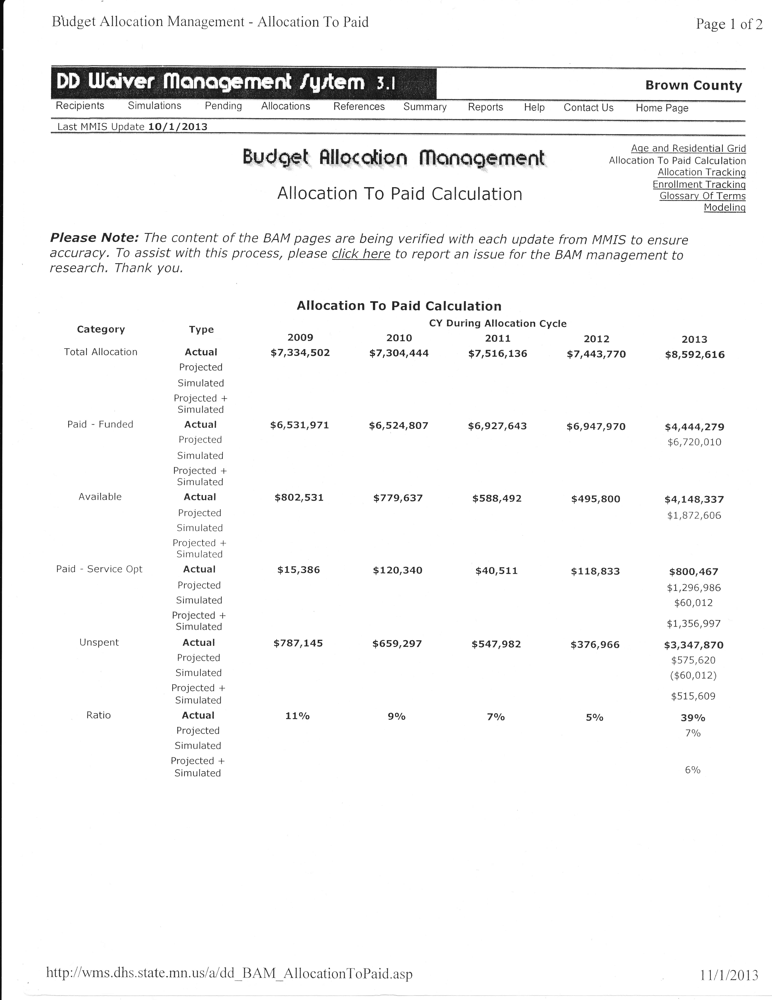 Budget Allocation Management - Allocation To Paid Page 1 of 2
DD Waiver Management System 3.1 Brown County
Recipients Simulations Pending Allocations References Summary Reports Help Contact Us Home Page
Last MMIS Update 10/1/2013
Budget Allocation Management
Allocation To Paid Calculation
Age and Residential Grid
Allocation To Paid Calculation
Allocation Tracking
Enrollment Tracking
Glossary Of Terms
Modeling
Please Note: The content of the BAM pages are being verified with each update from MMIS to ensure
accuracy. To assist with this process, please click here to report an issue for the BAM management to
research. Thank you.
Allocation To Paid Calculation
Category Type CY During Allocation Cycle
2009 2010 2011 2012 2013
Total Allocation Actual $7,334,502 $7,304,444 $7,516,136 $7,443,770 $8,592,616
Projected
Simulated
Projected +
Simulated
Paid - Funded Actual $6,531,971 $6,524,807 $6,927,643 $6,947,970 $4,444,279
Projected $6,720,010
Simulated
Projected +
Simulated
Available Actual $802,531 $779,637 $588,492 $495,800 $4,148,337
Projected $1,872,606
Simulated
Projected +
Simulated
Paid - Service Opt Actual $15,386 $120,340 $40,511 $118,833 $800,467
Projected $1,296,986
Simulated $60,012
Projected +
Simulated $1,356,997
Unspent Actual $787,145 $659,297 $547,982 $376,966 $3,347,870
Projected $575,620
Simulated ($60,012)
Projected +
Simulated $515,609
Ratio Actual 11% 9% 7% 5% 39%
Projected 7%
Simulated
Projected +
Simulated 6%
http://wms.dhs.state.mn.us/a/dd_BAM_AllocationToPaid.asp 11/1/2013